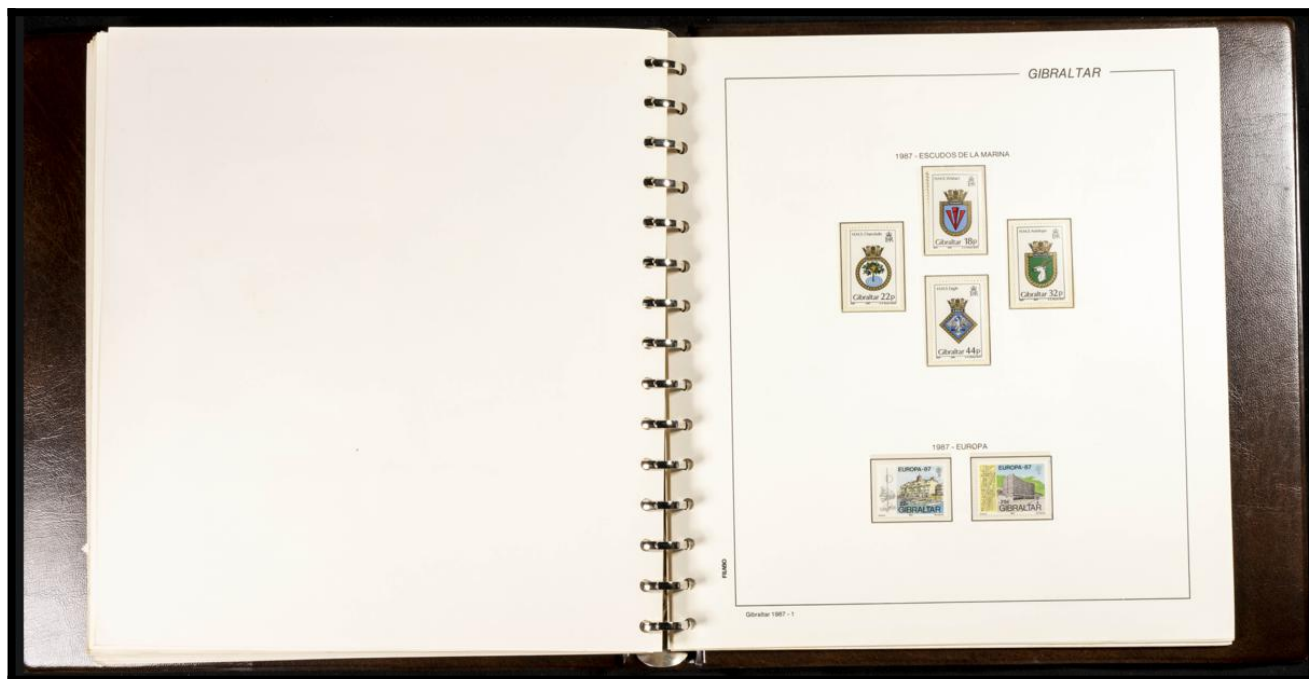 GIBRALTAR
1987 - ESCUDOS DE LA MARINA
Gibraltar 18p
Gibraltar 22p
Gibraltar 32p
H.M.S. Eagle
Gibraltar 44p
1987 - EUROPA
EUROPA-87
GIBRALTAR
EUROPA-87
GIBRALTAR
FILABO
Gibraltar 1987 - 1